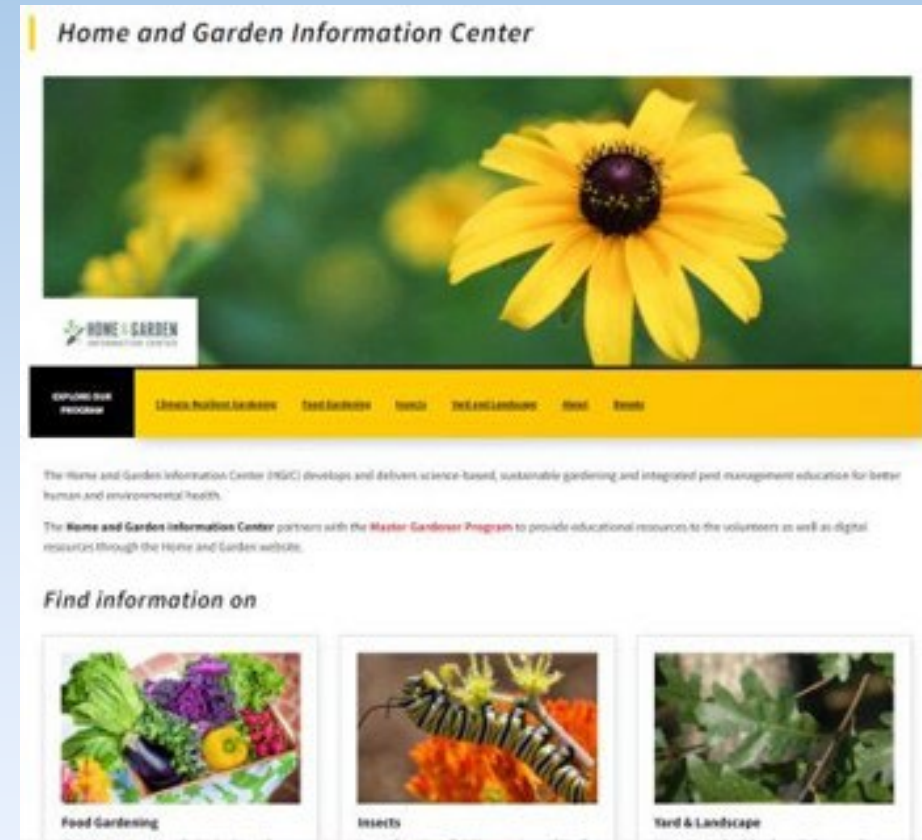 Home and Garden Information Center
HOME & GARDEN
INFORMATION CENTER
EXPLORE OUR
PROGRAM
Climate Resilient Gardening Food Gardening Insects Yard and Landscape About Donate
The Home and Garden Information Center (HGIC) develops and delivers science-based, sustainable gardening and integrated pest management education for better
human and environmental health.
The Home and Garden Information Center partners with the Master Gardener Program to provide educational resources to the volunteers as well as digital
resources through the Home and Garden website.
Find information on
Food Gardening
Insects
Yard & Landscape